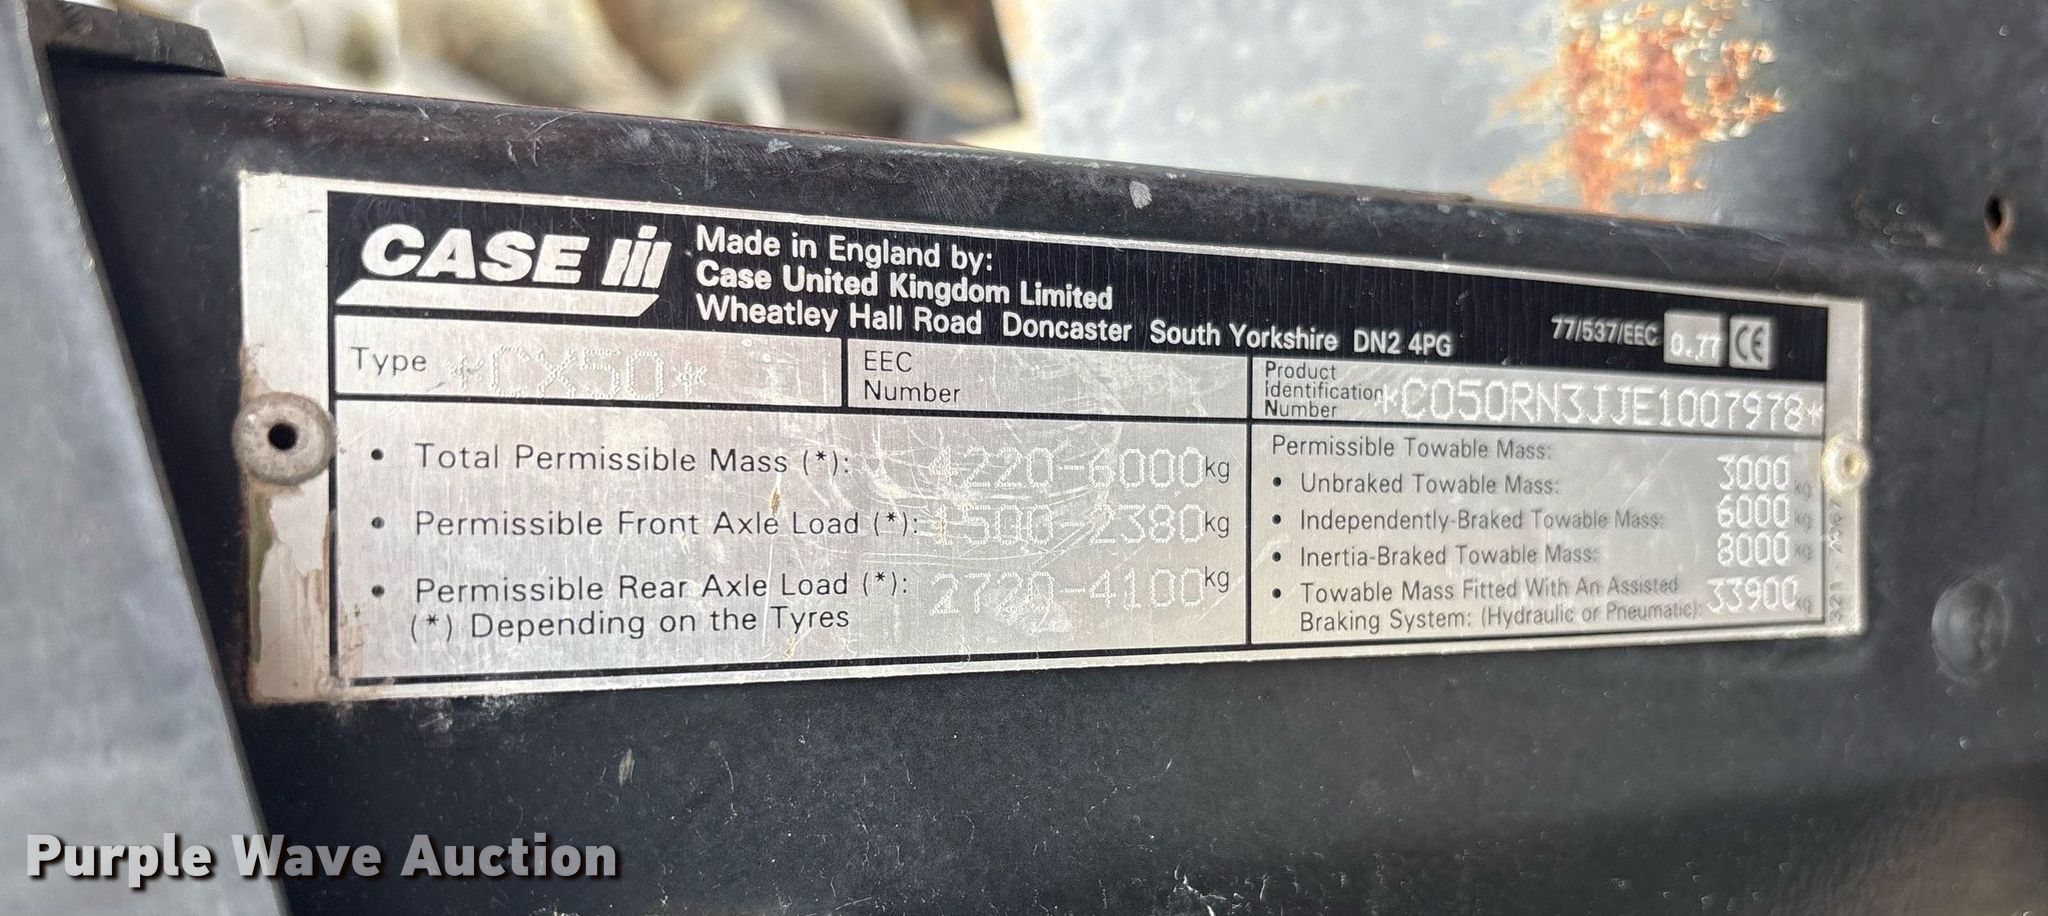 CASE IH
Made in England by:
Case United Kingdom Limited
Wheatley Hall Road Doncaster South Yorkshire DN2 4PG
77/537/EEC 0.77 CE
Type *CX50*
EEC
Number
Product
Identification
Number *C050RN3JJE1007978*
• Total Permissible Mass (*): 4220-6000kg
• Permissible Front Axle Load (*): 1500-2380kg
• Permissible Rear Axle Load (*): 2720-4100kg
(*) Depending on the Tyres
Permissible Towable Mass:
• Unbraked Towable Mass: 3000 kg
• Independently-Braked Towable Mass: 6000 kg
• Inertia-Braked Towable Mass: 8000 kg
• Towable Mass Fitted With An Assisted
Braking System: (Hydraulic or Pneumatic): 33900 kg
Purple Wave Auction